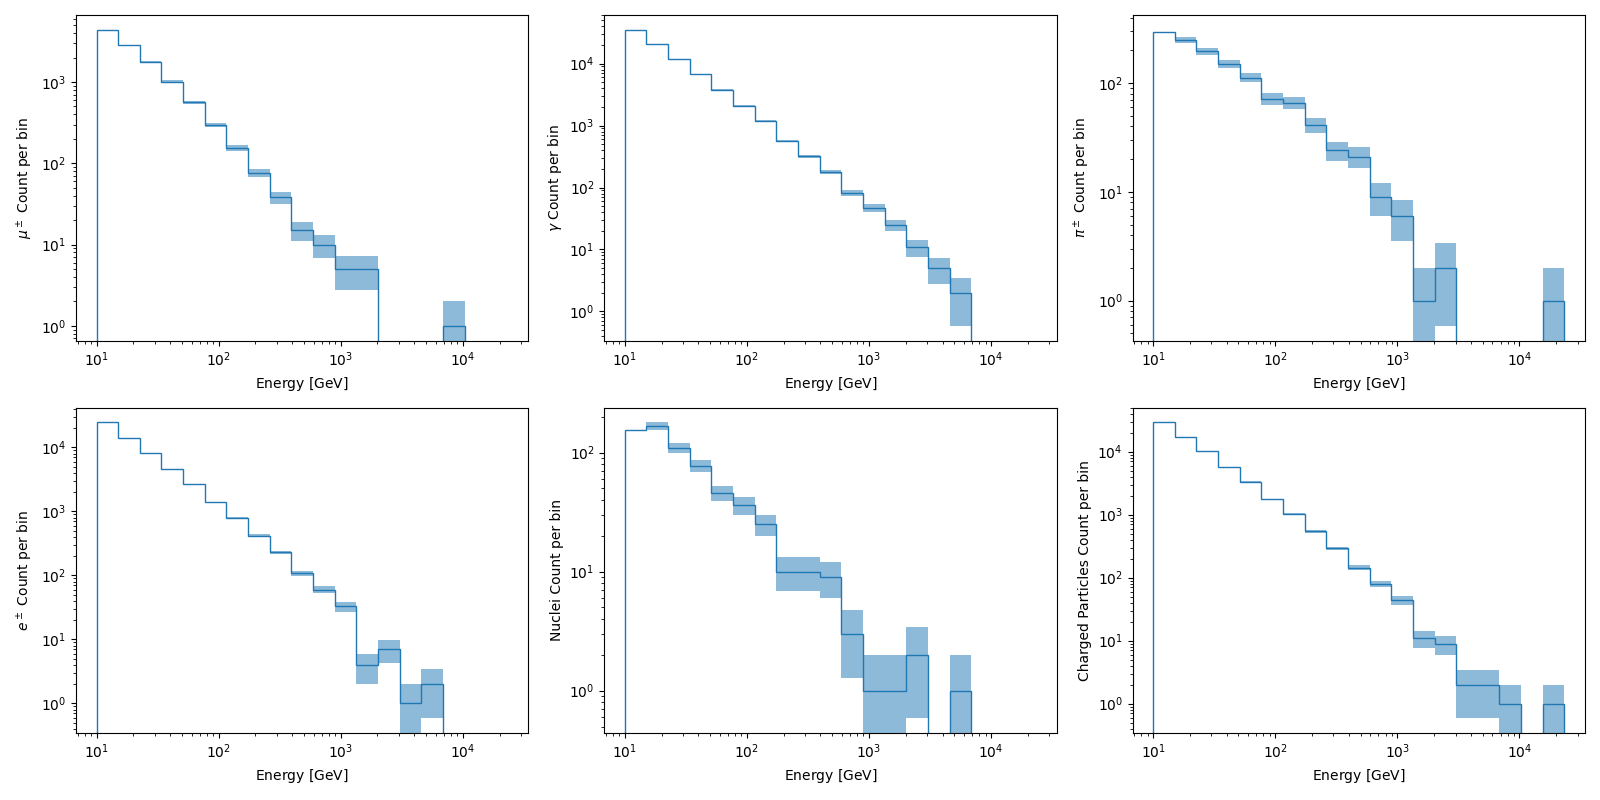 μ± Count per bin
10³
10²
10¹
10⁰
10¹ 10² 10³ 10⁴
Energy [GeV]
γ Count per bin
10⁴
10³
10²
10¹
10⁰
10¹ 10² 10³ 10⁴
Energy [GeV]
π± Count per bin
10²
10¹
10⁰
10¹ 10² 10³ 10⁴
Energy [GeV]
e± Count per bin
10⁴
10³
10²
10¹
10⁰
10¹ 10² 10³ 10⁴
Energy [GeV]
Nuclei Count per bin
10²
10¹
10⁰
10¹ 10² 10³ 10⁴
Energy [GeV]
Charged Particles Count per bin
10⁴
10³
10²
10¹
10⁰
10¹ 10² 10³ 10⁴
Energy [GeV]